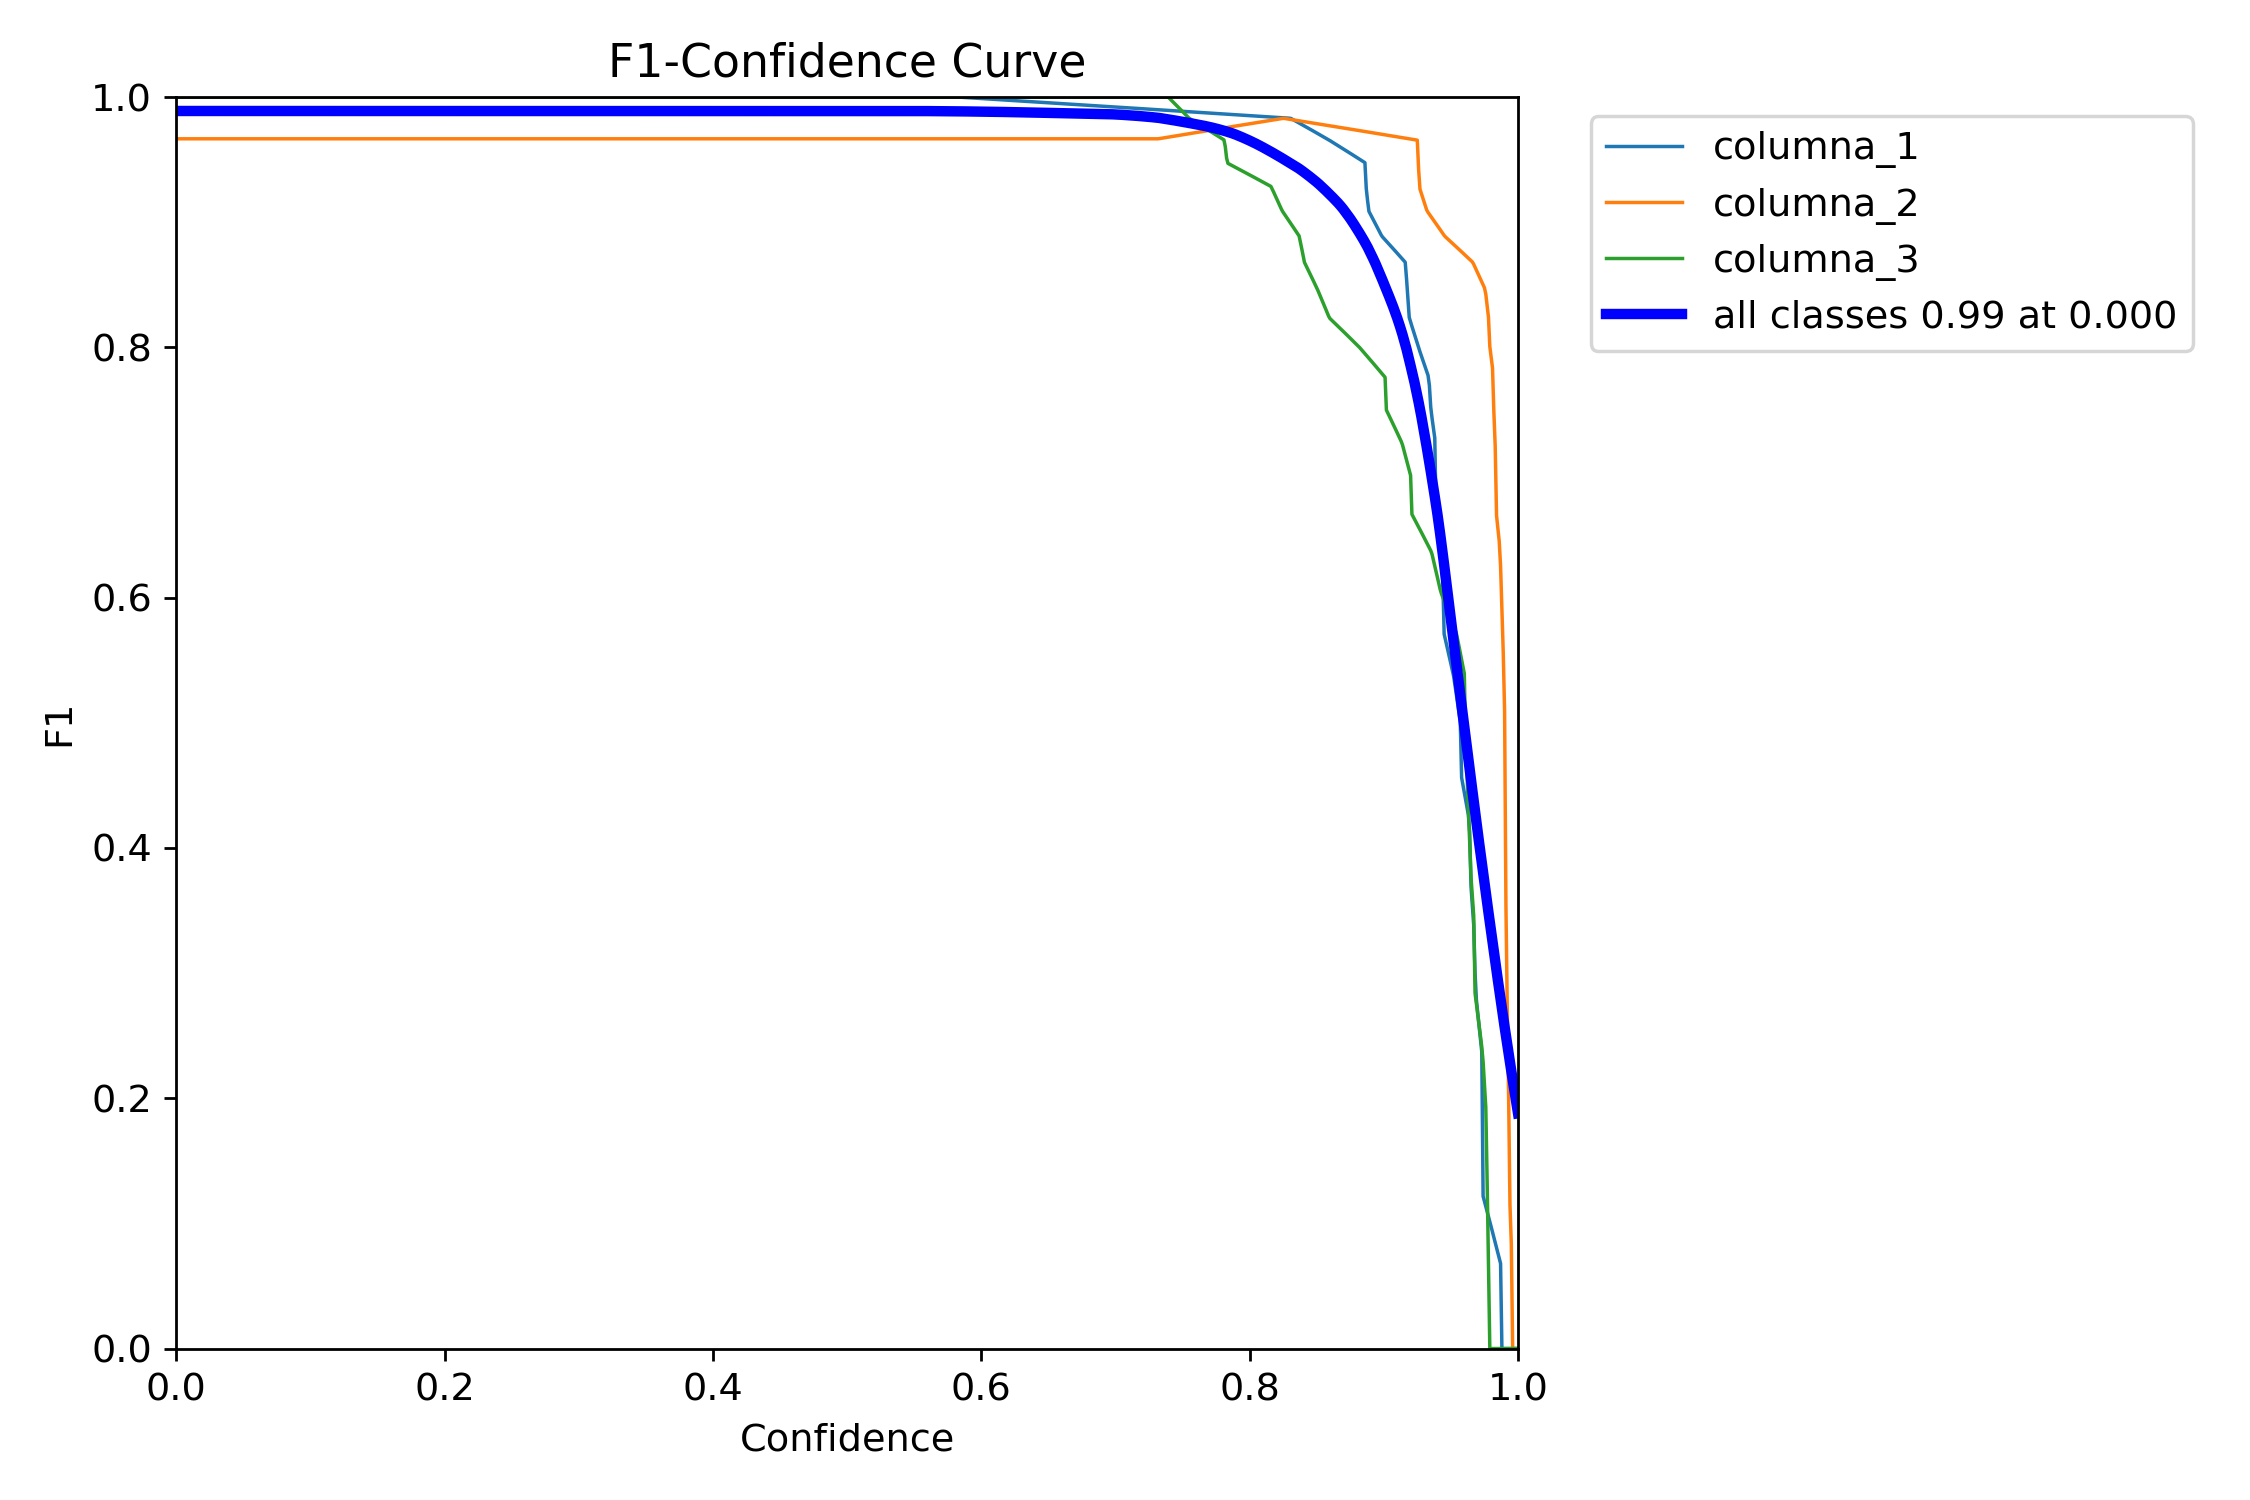 F1-Confidence Curve
1.0
0.8
0.6
0.4
0.2
0.0
F1
0.0 0.2 0.4 0.6 0.8 1.0
Confidence
columna_1
columna_2
columna_3
all classes 0.99 at 0.000